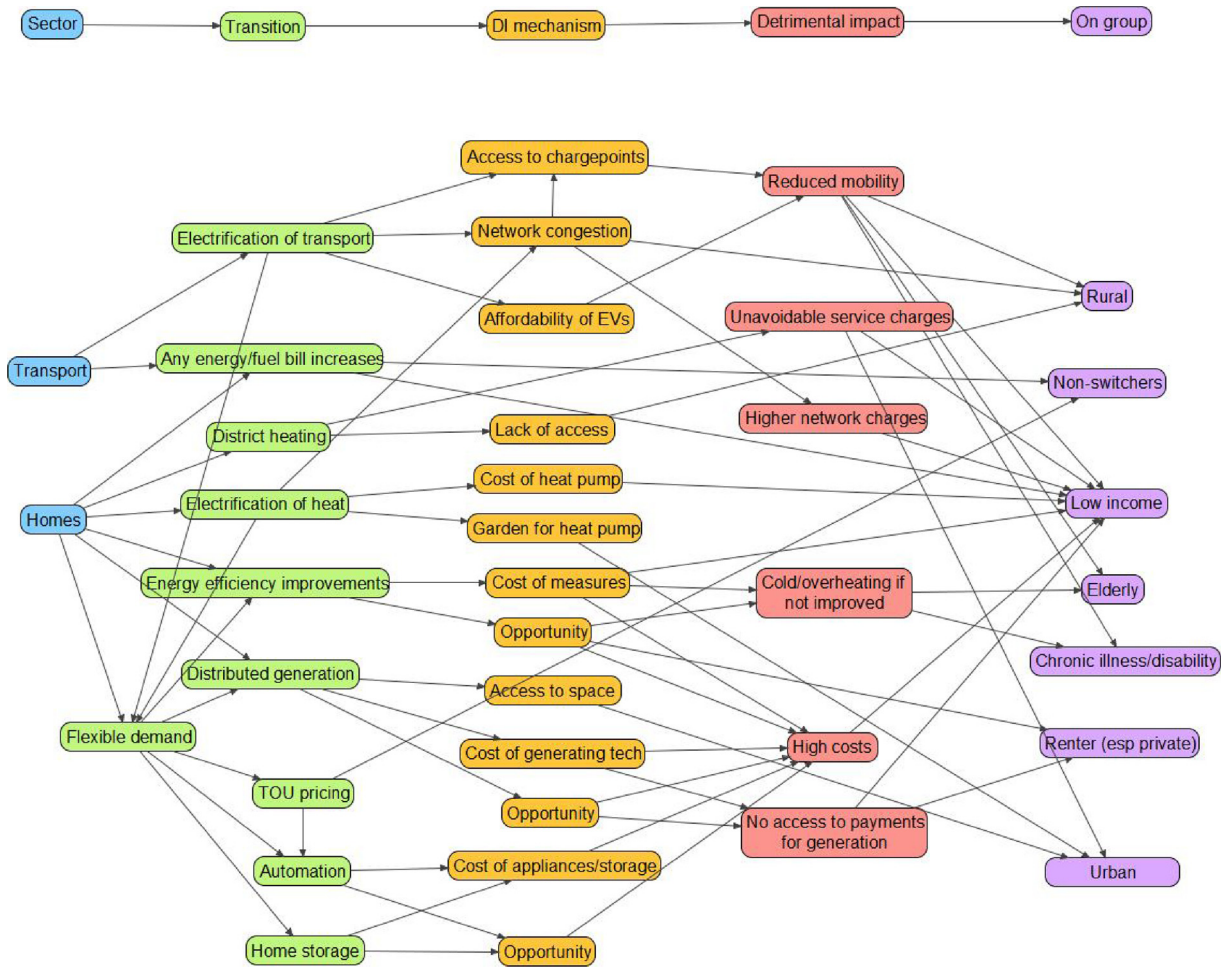 Sector
Transition
DI mechanism
Detrimental impact
On group
Access to chargepoints
Reduced mobility
Electrification of transport
Network congestion
Rural
Affordability of EVs
Unavoidable service charges
Transport
Any energy/fuel bill increases
Non-switchers
District heating
Lack of access
Higher network charges
Cost of heat pump
Homes
Electrification of heat
Low income
Garden for heat pump
Energy efficiency improvements
Cost of measures
Cold/overheating if
not improved
Elderly
Opportunity
Chronic illness/disability
Distributed generation
Access to space
Flexible demand
Cost of generating tech
High costs
Renter (esp private)
TOU pricing
Opportunity
No access to payments
for generation
Automation
Cost of appliances/storage
Urban
Home storage
Opportunity